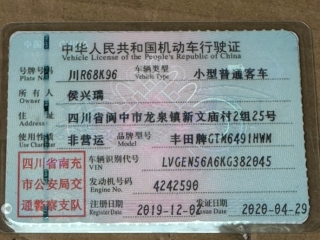 中华人民共和国机动车行驶证
Vehicle License of the People's Republic of China
号牌号码 川R68K96 车辆类型 小型普通客车
Plate No. Vehicle Type
所有人 侯兴瑞
Owner
住址 四川省阆中市龙泉镇新文庙村2组25号
Address
使用性质 非营运 品牌型号 丰田牌GTM6491HWM
Use Character
四川省南充 车辆识别代号 LVGEN56A6KG382045
VIN
市公安局交 发动机号码 4242590
Engine No.
通警察支队 注册日期 2019-12-02 发证日期 2020-04-29
Register Date Issue Date